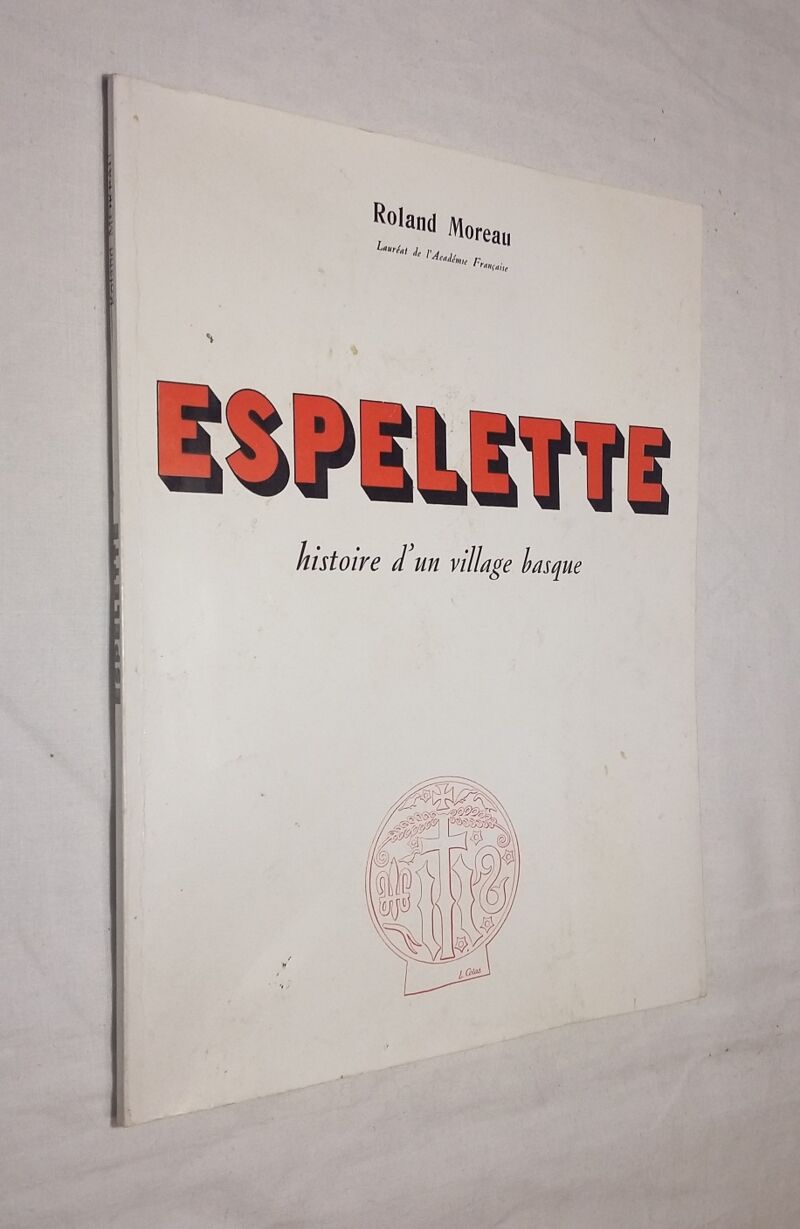 Roland Moreau
Lauréat de l'Académie Française
ESPELETTE
histoire d'un village basque